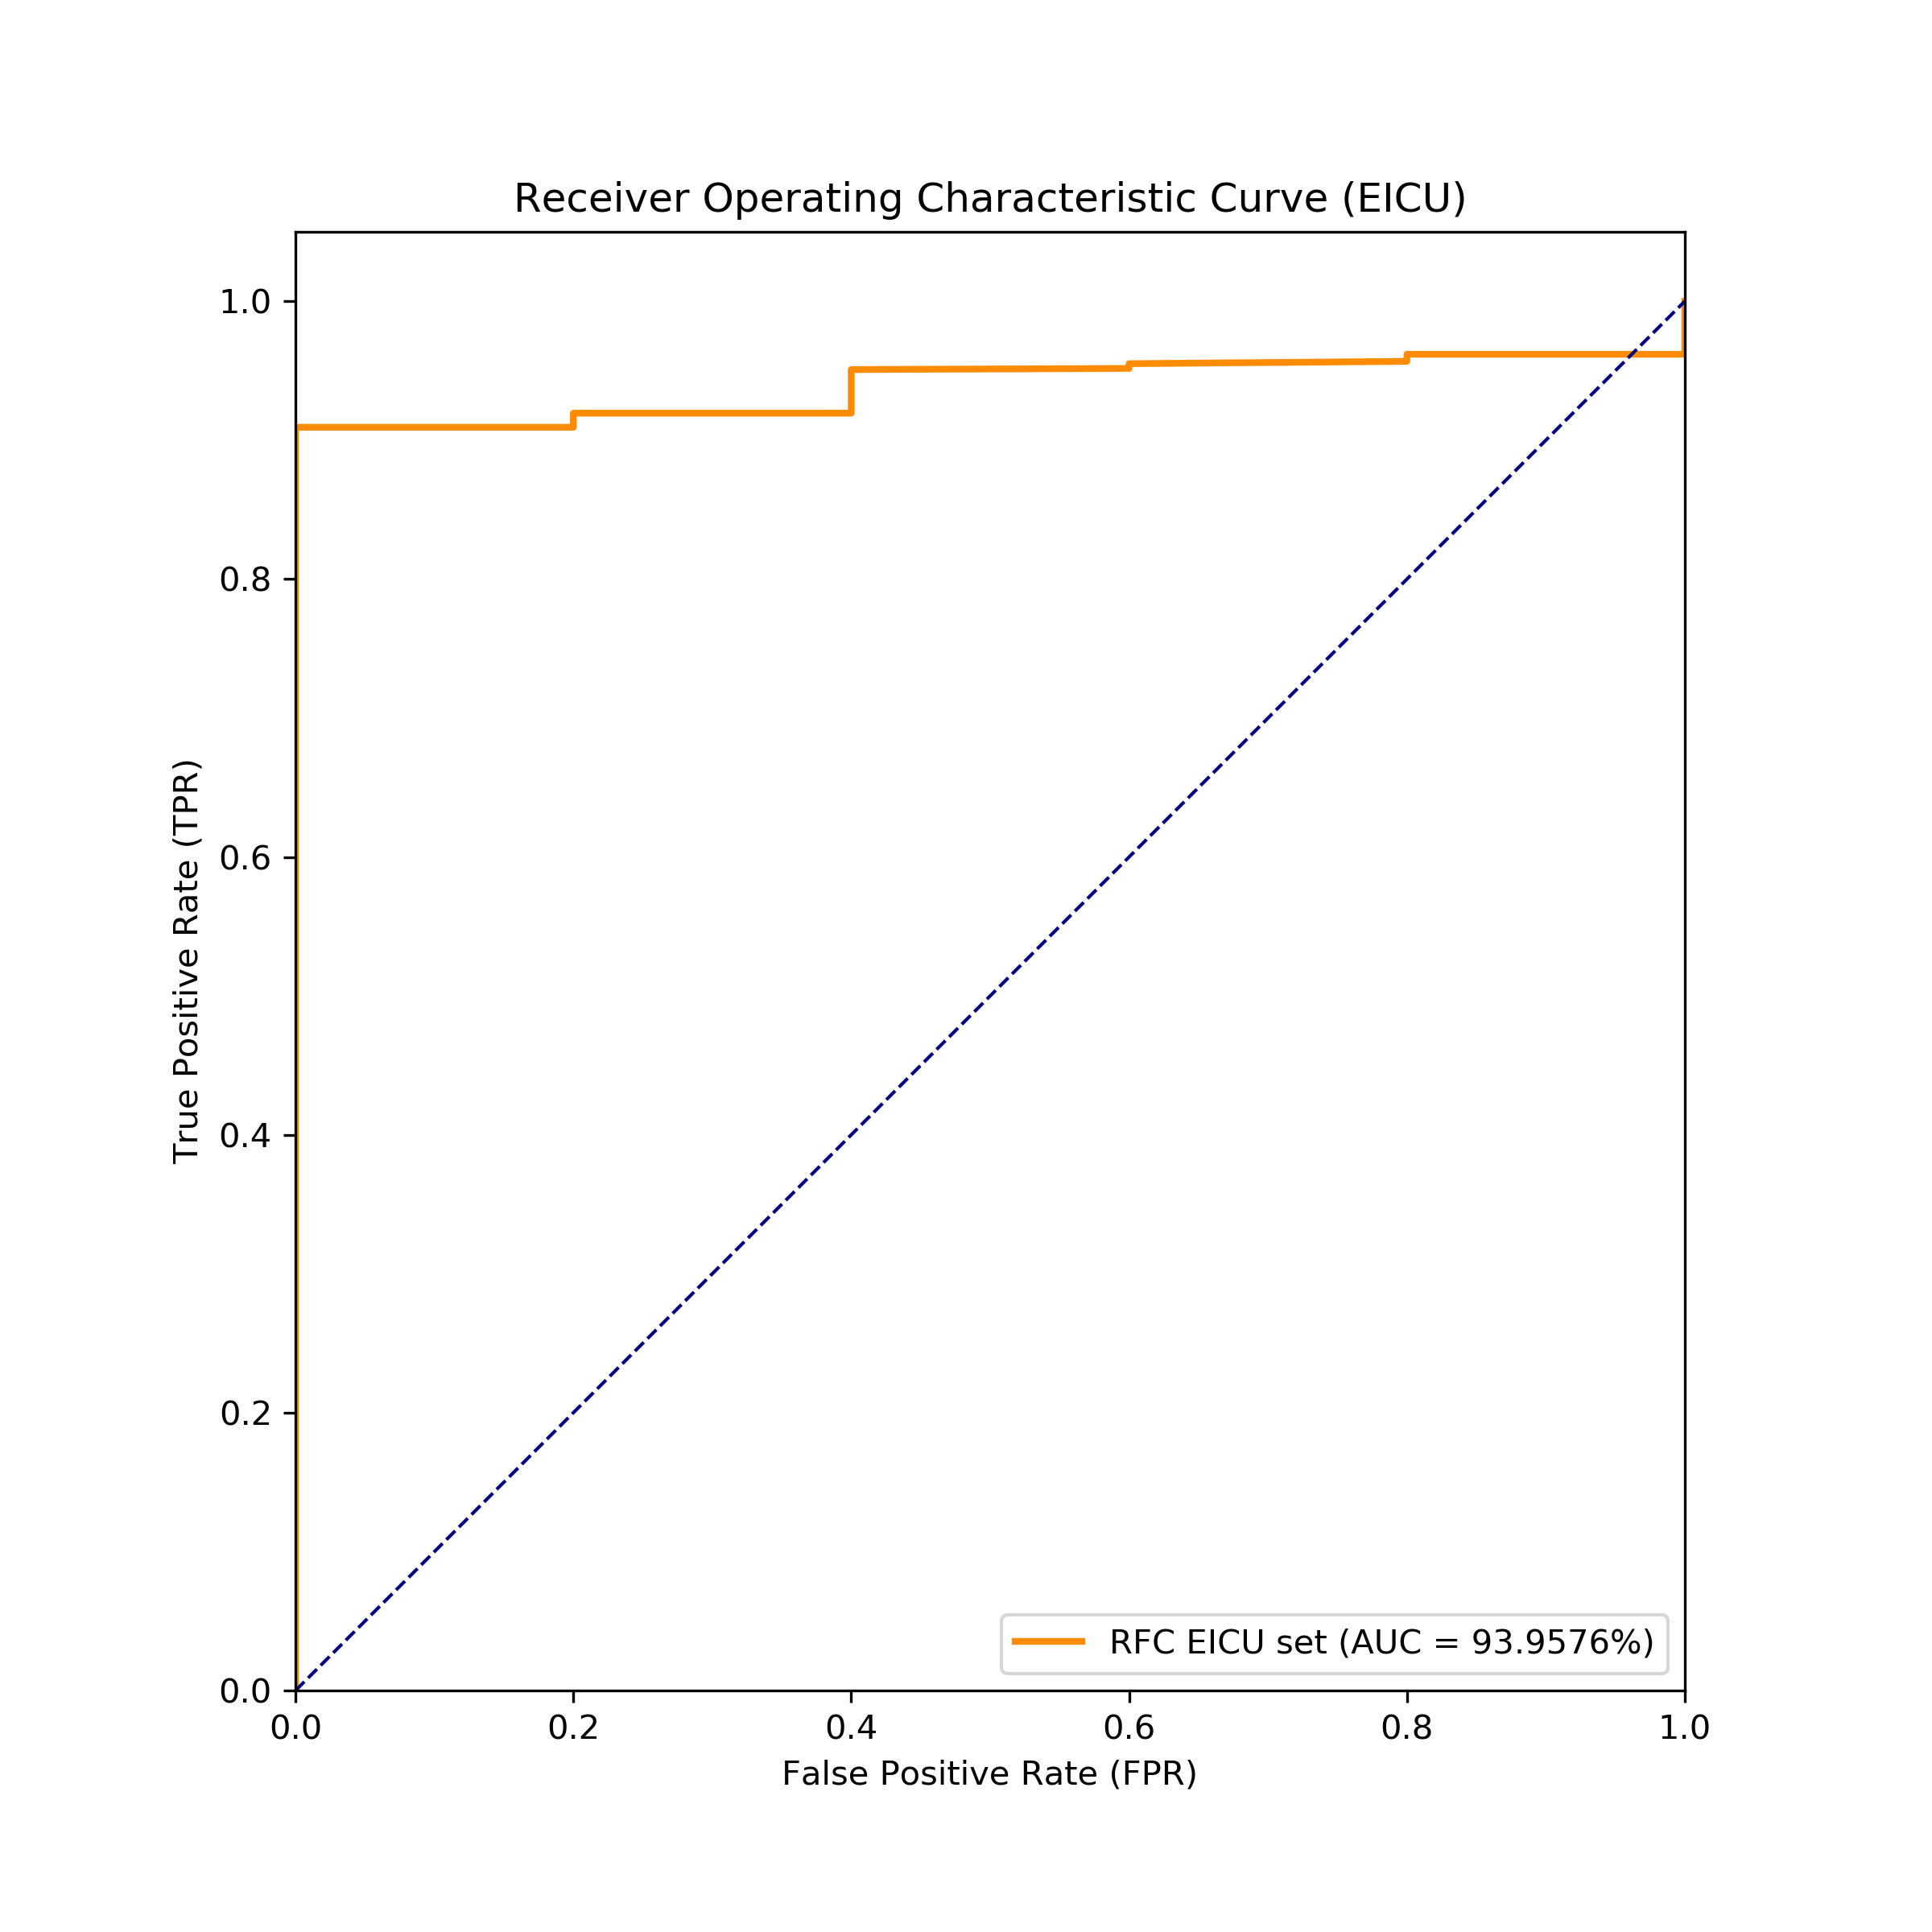 Receiver Operating Characteristic Curve (EICU)
True Positive Rate (TPR)
1.0
0.8
0.6
0.4
0.2
0.0
RFC EICU set (AUC = 93.9576%)
0.0 0.2 0.4 0.6 0.8 1.0
False Positive Rate (FPR)